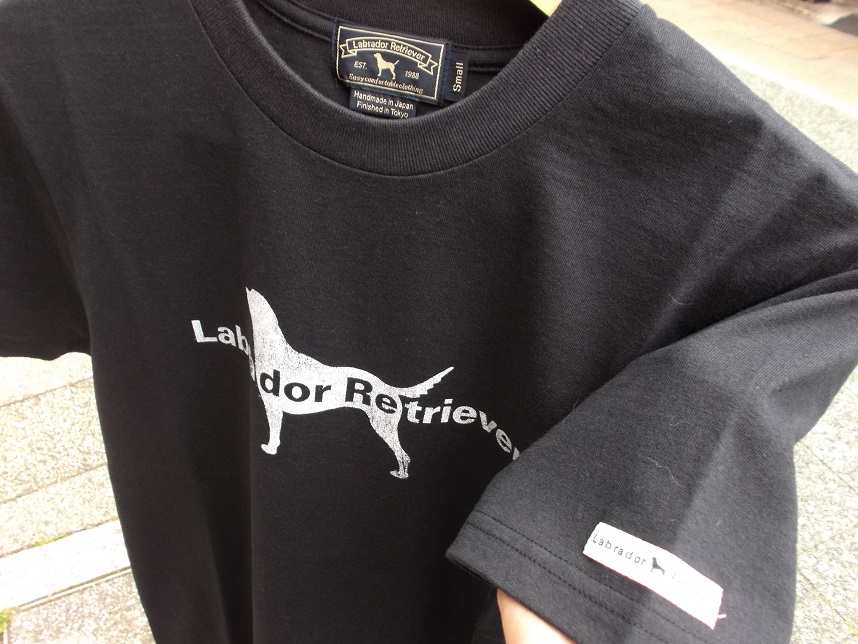 Labrador Retriever
EST. 1988
Easy comfortable clothing
Small
Handmade in Japan
Finished in Tokyo
Labrador Retriever
Labrador